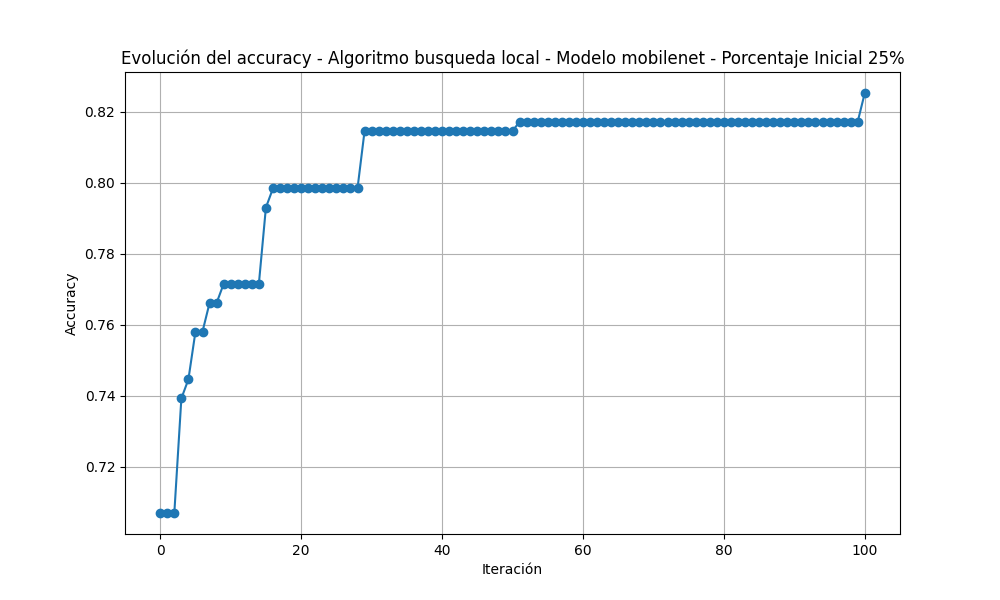 Evolución del accuracy - Algoritmo busqueda local - Modelo mobilenet - Porcentaje Inicial 25%
0.82
0.80
0.78
0.76
0.74
0.72
Accuracy
0 20 40 60 80 100
Iteración